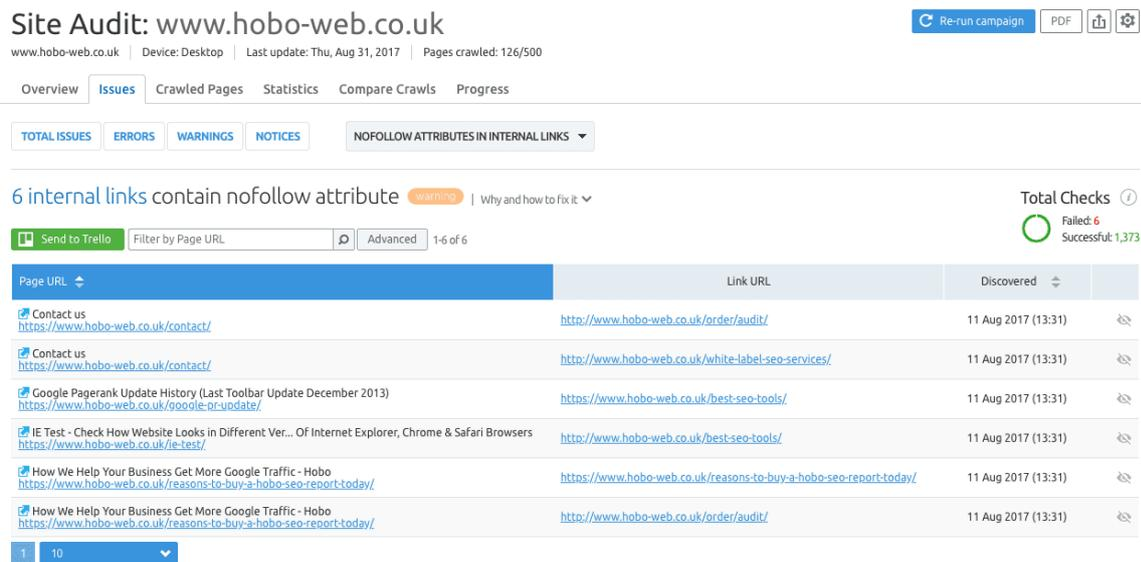 Site Audit: www.hobo-web.co.uk
Re-run campaign
PDF
www.hobo-web.co.uk
Device: Desktop
Last update: Thu, Aug 31, 2017
Pages crawled: 126/500
Overview
Issues
Crawled Pages
Statistics
Compare Crawls
Progress
TOTAL ISSUES
ERRORS
WARNINGS
NOTICES
NOFOLLOW ATTRIBUTES IN INTERNAL LINKS
6 internal links contain nofollow attribute
warning
Why and how to fix it
Total Checks
Failed: 6
Successful: 1,373
Send to Trello
Filter by Page URL
Advanced
1-6 of 6
Page URL
Link URL
Discovered
Contact us
https://www.hobo-web.co.uk/contact/
http://www.hobo-web.co.uk/order/audit/
11 Aug 2017 (13:31)
Contact us
https://www.hobo-web.co.uk/contact/
http://www.hobo-web.co.uk/white-label-seo-services/
11 Aug 2017 (13:31)
Google Pagerank Update History (Last Toolbar Update December 2013)
https://www.hobo-web.co.uk/google-pr-update/
https://www.hobo-web.co.uk/best-seo-tools/
11 Aug 2017 (13:31)
IE Test - Check How Website Looks in Different Ver... Of Internet Explorer, Chrome & Safari Browsers
https://www.hobo-web.co.uk/ie-test/
http://www.hobo-web.co.uk/best-seo-tools/
11 Aug 2017 (13:31)
How We Help Your Business Get More Google Traffic - Hobo
https://www.hobo-web.co.uk/reasons-to-buy-a-hobo-seo-report-today/
https://www.hobo-web.co.uk/reasons-to-buy-a-hobo-seo-report-today/
11 Aug 2017 (13:31)
How We Help Your Business Get More Google Traffic - Hobo
https://www.hobo-web.co.uk/reasons-to-buy-a-hobo-seo-report-today/
http://www.hobo-web.co.uk/order/audit/
11 Aug 2017 (13:31)
1
10